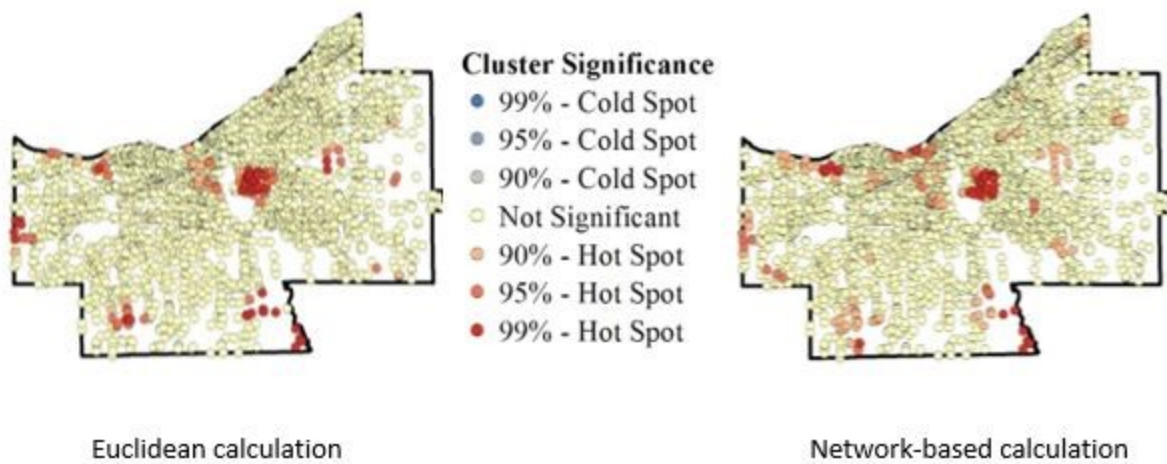 Cluster Significance
99% - Cold Spot
95% - Cold Spot
90% - Cold Spot
Not Significant
90% - Hot Spot
95% - Hot Spot
99% - Hot Spot
Euclidean calculation
Network-based calculation